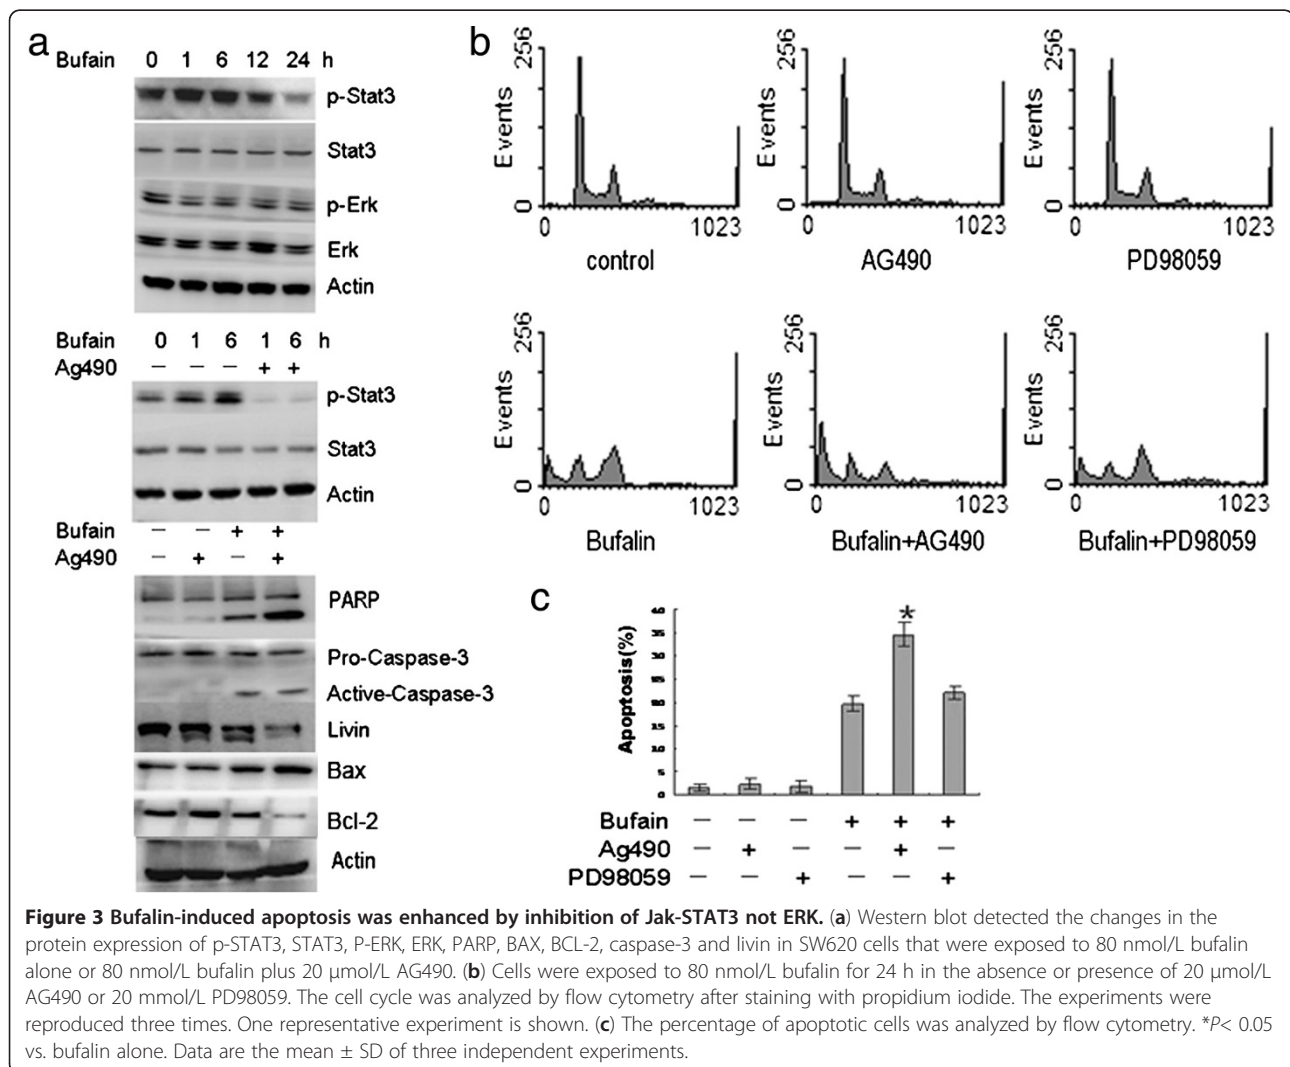 a
Bufain 0 1 6 12 24 h
p-Stat3
Stat3
p-Erk
Erk
Actin
Bufain 0 1 6 1 6 h
Ag490 – – – + +
p-Stat3
Stat3
Actin
Bufain – – + +
Ag490 – + – +
PARP
Pro-Caspase-3
Active-Caspase-3
Livin
Bax
Bcl-2
Actin
b
256
Events
0
0 1023
control
256
Events
0
0 1023
AG490
256
Events
0
0 1023
PD98059
256
Events
0
0 1023
Bufalin
256
Events
0
0 1023
Bufalin+AG490
256
Events
0
0 1023
Bufalin+PD98059
c
Apoptosis(%)
5
0
*
Bufain – – – + + +
Ag490 – + – – + –
PD98059 – – + – – +
Figure 3 Bufalin-induced apoptosis was enhanced by inhibition of Jak-STAT3 not ERK. (a) Western blot detected the changes in the
protein expression of p-STAT3, STAT3, P-ERK, ERK, PARP, BAX, BCL-2, caspase-3 and livin in SW620 cells that were exposed to 80 nmol/L bufalin
alone or 80 nmol/L bufalin plus 20 μmol/L AG490. (b) Cells were exposed to 80 nmol/L bufalin for 24 h in the absence or presence of 20 μmol/L
AG490 or 20 mmol/L PD98059. The cell cycle was analyzed by flow cytometry after staining with propidium iodide. The experiments were
reproduced three times. One representative experiment is shown. (c) The percentage of apoptotic cells was analyzed by flow cytometry. *P< 0.05
vs. bufalin alone. Data are the mean ± SD of three independent experiments.